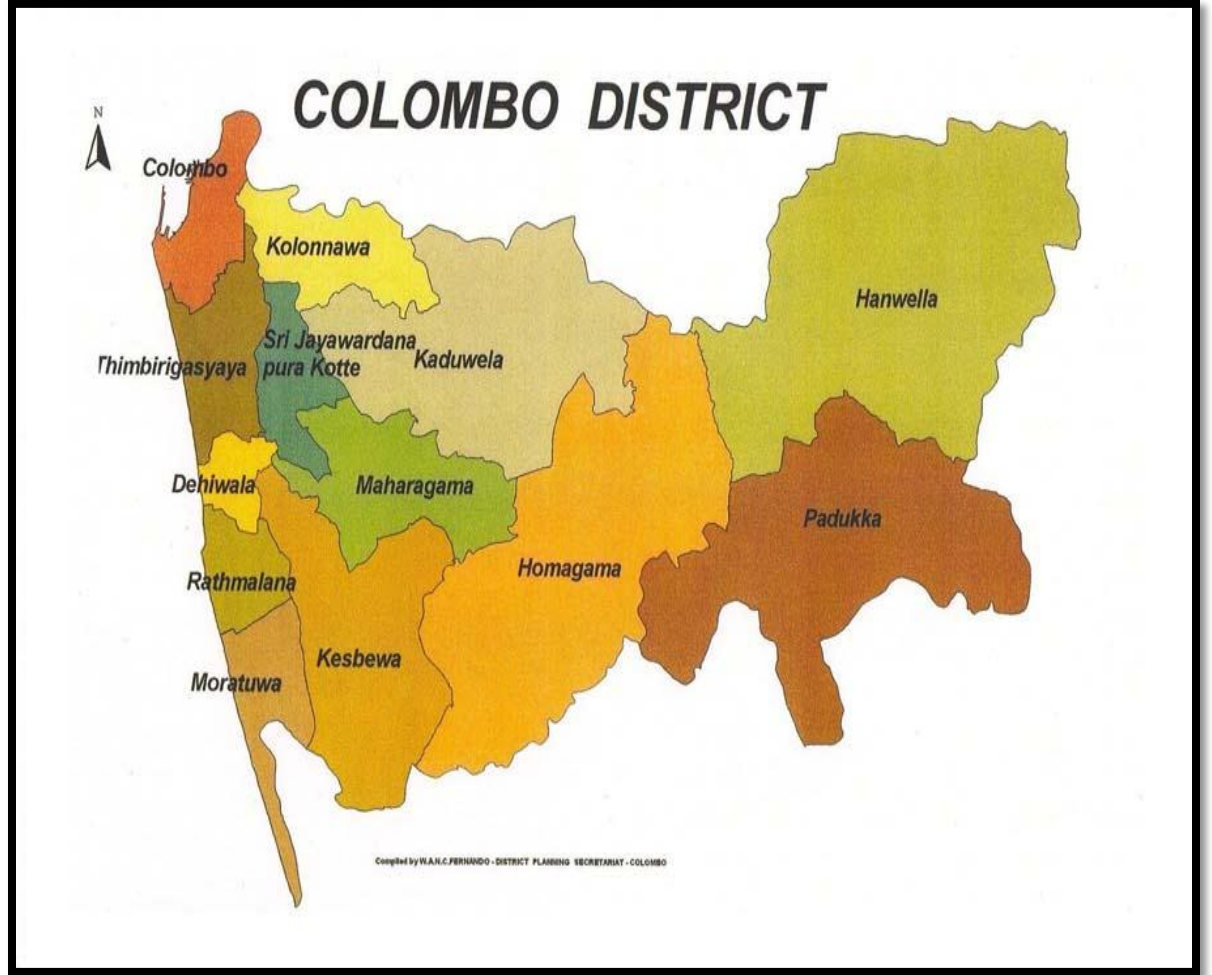 COLOMBO DISTRICT
N
Colombo
Kolonnawa
Hanwella
Sri Jayawardana
pura Kotte
Kaduwela
Thimbirigasyaya
Dehiwala
Maharagama
Padukka
Homagama
Rathmalana
Kesbewa
Moratuwa
Compiled by W.A.N.C.FERNANDO - DISTRICT PLANNING SECRETARIAT - COLOMBO